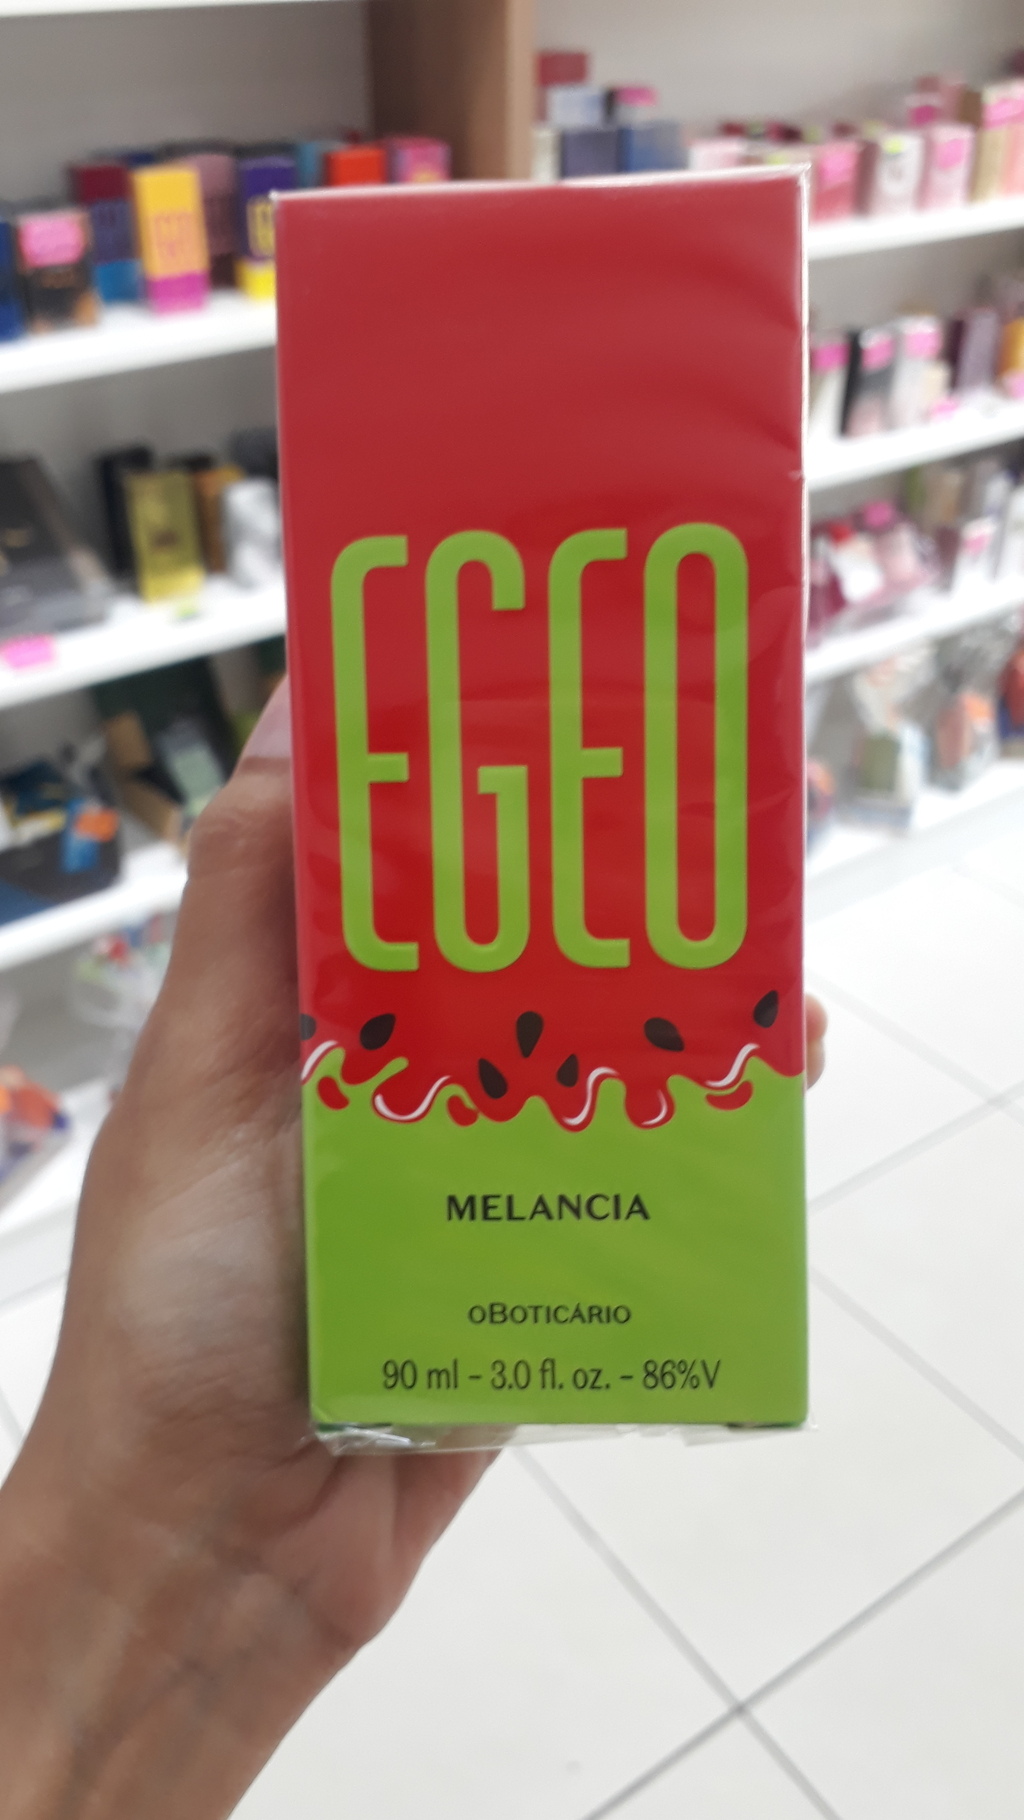 EGEO
MELANCIA
oBOTICÁRIO
90 ml - 3.0 fl. oz. - 86%V